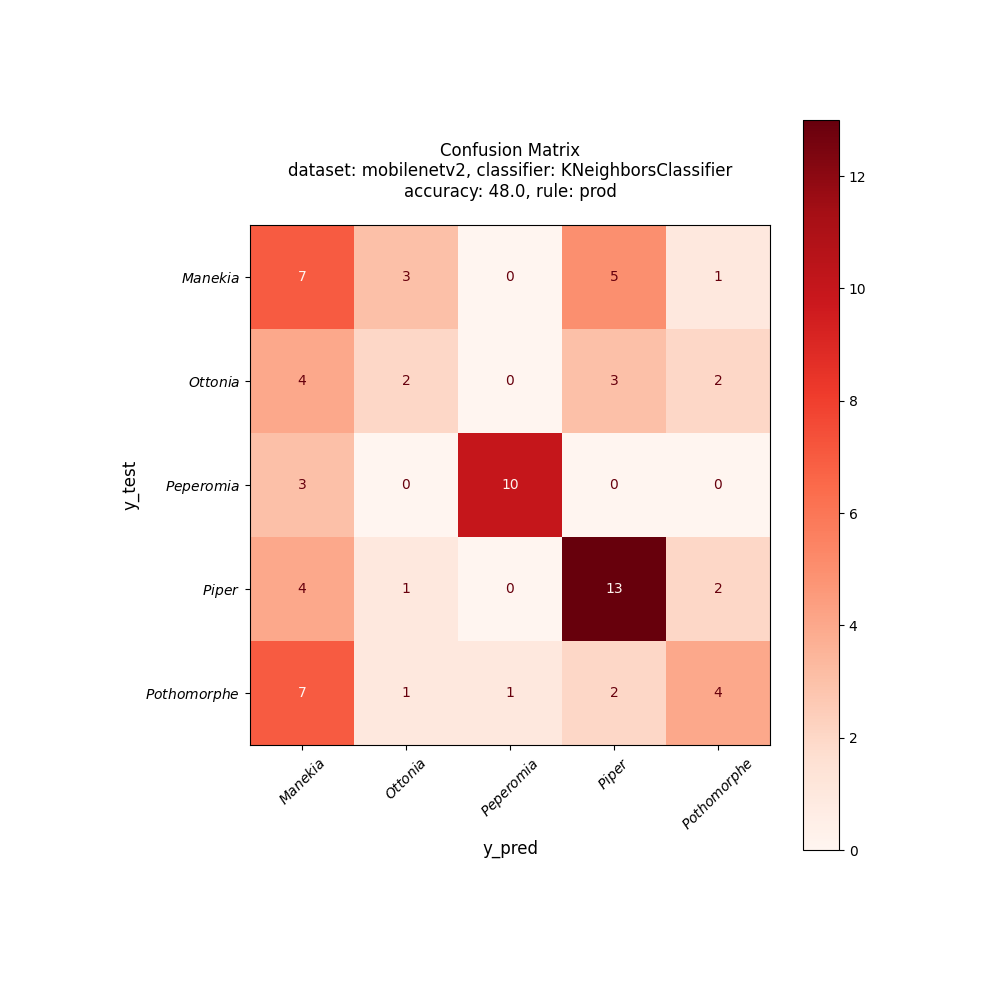 Confusion Matrix
dataset: mobilenetv2, classifier: KNeighborsClassifier
accuracy: 48.0, rule: prod
Manekia 7 3 0 5 1
Ottonia 4 2 0 3 2
Peperomia 3 0 10 0 0
Piper 4 1 0 13 2
Pothomorphe 7 1 1 2 4
Manekia Ottonia Peperomia Piper Pothomorphe
y_pred
y_test
12
10
8
6
4
2
0